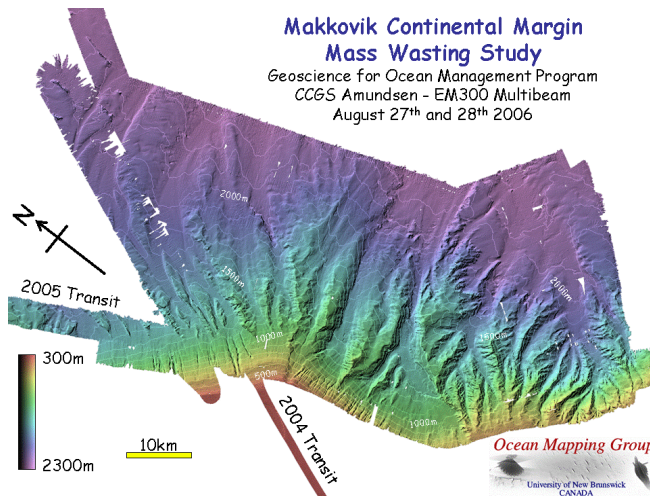 Makkovik Continental Margin
Mass Wasting Study
Geoscience for Ocean Management Program
CCGS Amundsen - EM300 Multibeam
August 27th and 28th 2006
2000m
N
1500m
2000m
2005 Transit
1000m
1500m
300m
500m
1000m
2004 Transit
10km
2300m
Ocean Mapping Group
University of New Brunswick
CANADA